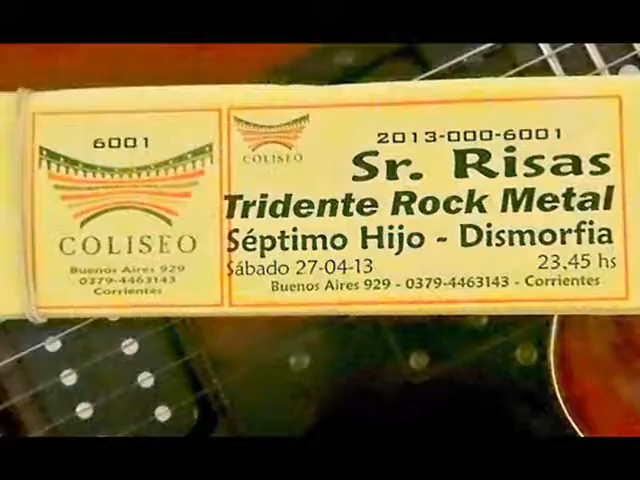 6001
COLISEO
Buenos Aires 929
0379-4463143
Corrientes
COLISEO
2013-000-6001
Sr. Risas
Tridente Rock Metal
Séptimo Hijo - Dismorfia
Sábado 27-04-13
23,45 hs
Buenos Aires 929 - 0379-4463143 - Corrientes